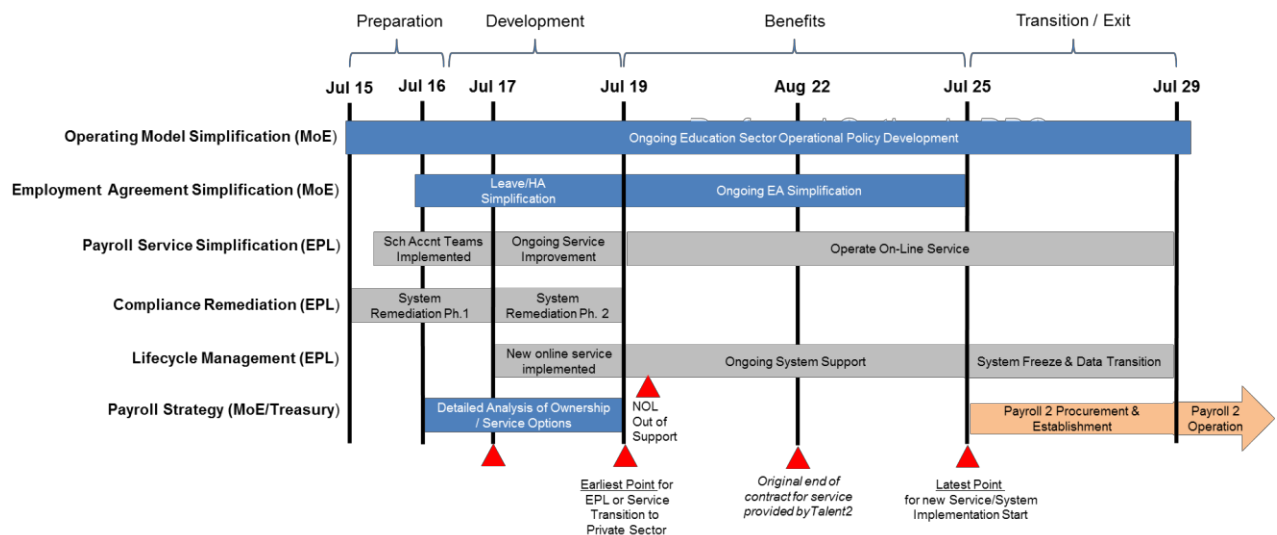 Preparation
Development
Benefits
Transition / Exit
Jul 15
Jul 16
Jul 17
Jul 19
Aug 22
Jul 25
Jul 29
Operating Model Simplification (MoE)
Ongoing Education Sector Operational Policy Development
Employment Agreement Simplification (MoE)
Leave/HA
Simplification
Ongoing EA Simplification
Payroll Service Simplification (EPL)
Sch Accnt Teams
Implemented
Ongoing Service
Improvement
Operate On-Line Service
Compliance Remediation (EPL)
System
Remediation Ph.1
System
Remediation Ph. 2
Lifecycle Management (EPL)
New online service
implemented
Ongoing System Support
System Freeze & Data Transition
Payroll Strategy (MoE/Treasury)
Detailed Analysis of Ownership
/ Service Options
NOL
Out of
Support
Payroll 2 Procurement &
Establishment
Payroll 2
Operation
Earliest Point for
EPL or Service
Transition to
Private Sector
Original end of
contract for service
provided by Talent2
Latest Point
for new Service/System
Implementation Start